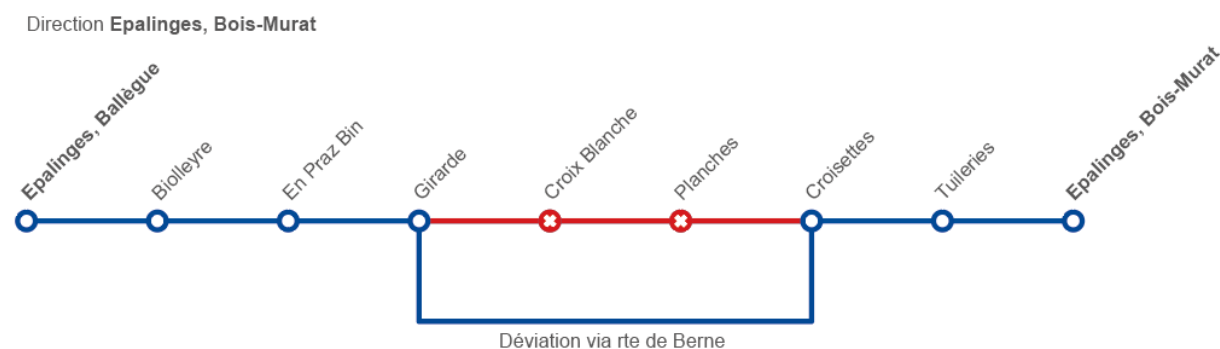 Direction Epalinges, Bois-Murat
Epalinges, Ballègue
Biolleyre
En Praz Bin
Girarde
Croix Blanche
Planches
Croisettes
Tuileries
Epalinges, Bois-Murat
Déviation via rte de Berne